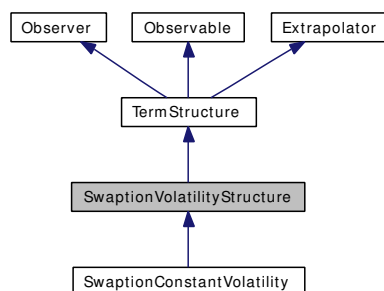 Observer
Observable
Extrapolator
TermStructure
SwaptionVolatilityStructure
SwaptionConstantVolatility